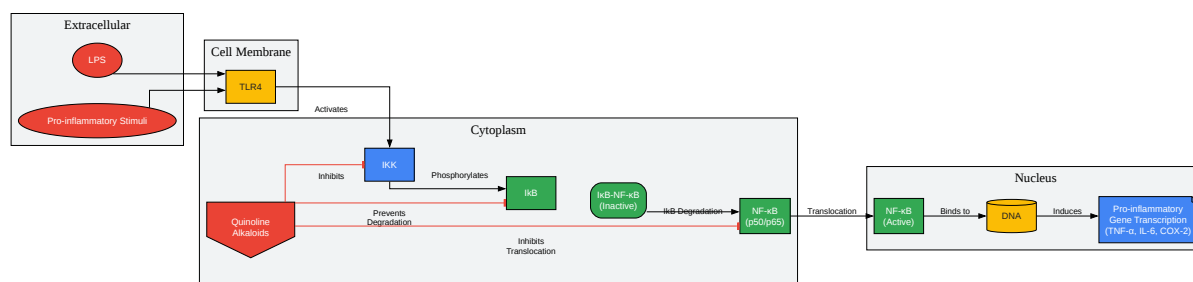 Extracellular
LPS
Pro-inflammatory Stimuli
Cell Membrane
TLR4
Activates
Cytoplasm
IKK
Inhibits
Phosphorylates
IkB
Quinoline
Alkaloids
Prevents
Degradation
Inhibits
Translocation
IκB-NF-κB
(Inactive)
IkB Degradation
NF-κB
(p50/p65)
Translocation
Nucleus
NF-κB
(Active)
Binds to
DNA
Induces
Pro-inflammatory
Gene Transcription
(TNF-α, IL-6, COX-2)